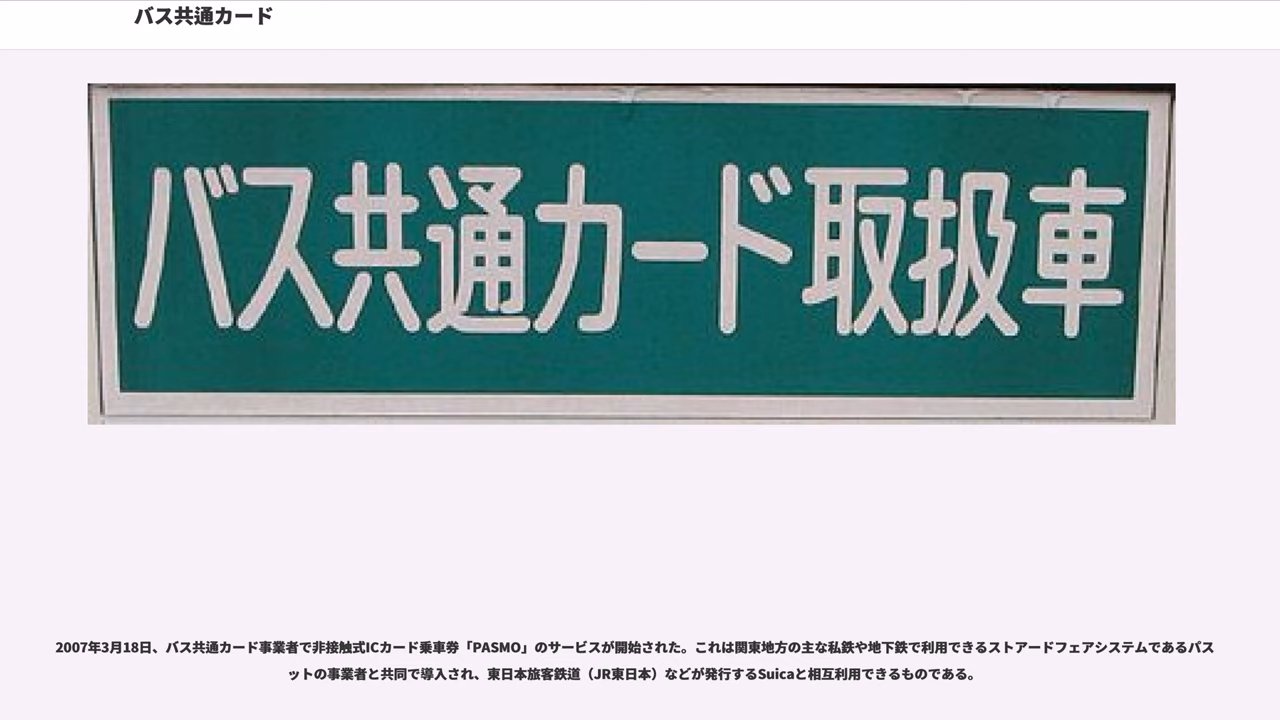 バス共通カード
バス共通カード取扱車
2007年3月18日、バス共通カード事業者で非接触式ICカード乗車券「PASMO」のサービスが開始された。これは関東地方の主な私鉄や地下鉄で利用できるストアードフェアシステムであるパス
ットの事業者と共同で導入され、東日本旅客鉄道（JR東日本）などが発行するSuicaと相互利用できるものである。